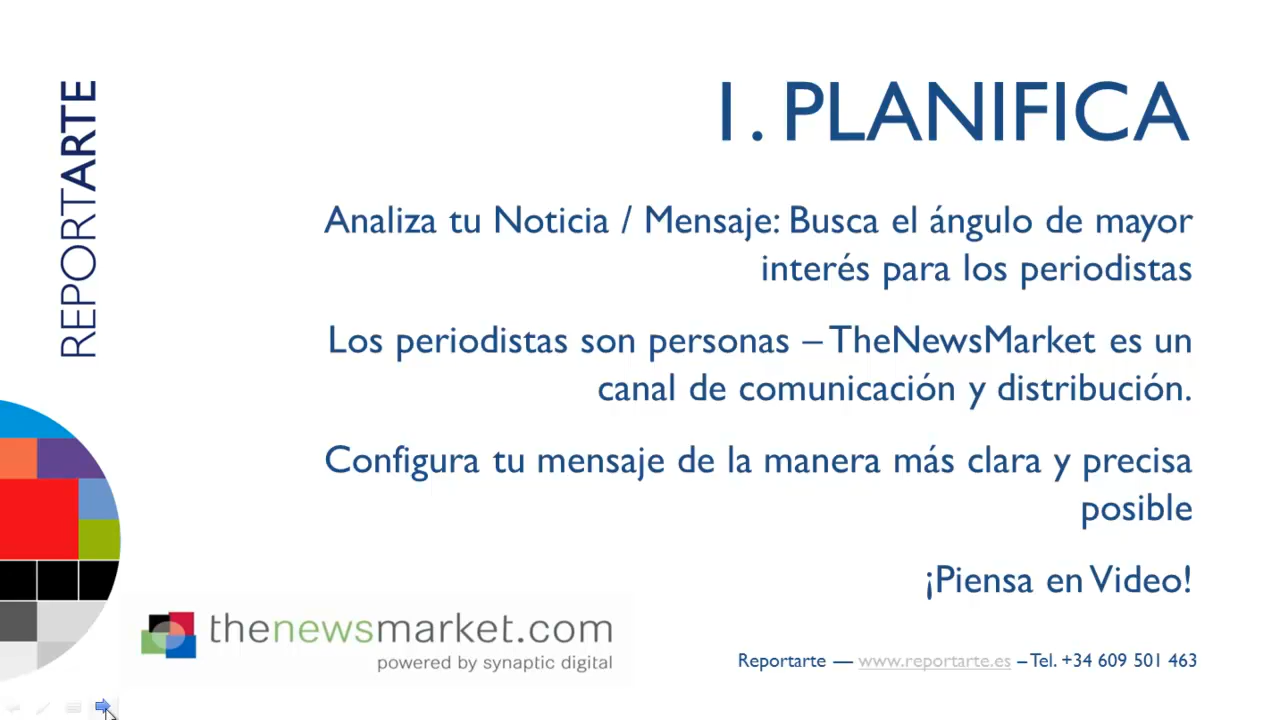 REPORTARTE
1. PLANIFICA
Analiza tu Noticia / Mensaje: Busca el ángulo de mayor
interés para los periodistas
Los periodistas son personas – TheNewsMarket es un
canal de comunicación y distribución.
Configura tu mensaje de la manera más clara y precisa
posible
¡Piensa en Video!
thenewsmarket.com
powered by synaptic digital
Reportarte — www.reportarte.es – Tel. +34 609 501 463